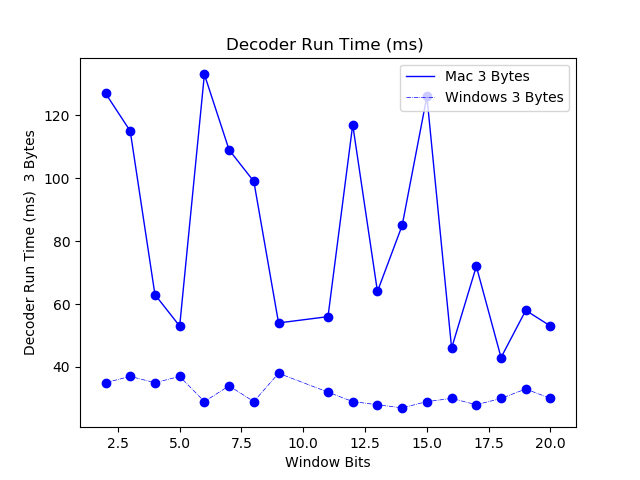 Decoder Run Time (ms)
Mac 3 Bytes
Windows 3 Bytes
Decoder Run Time (ms)  3 Bytes
120
100
80
60
40
2.5 5.0 7.5 10.0 12.5 15.0 17.5 20.0
Window Bits